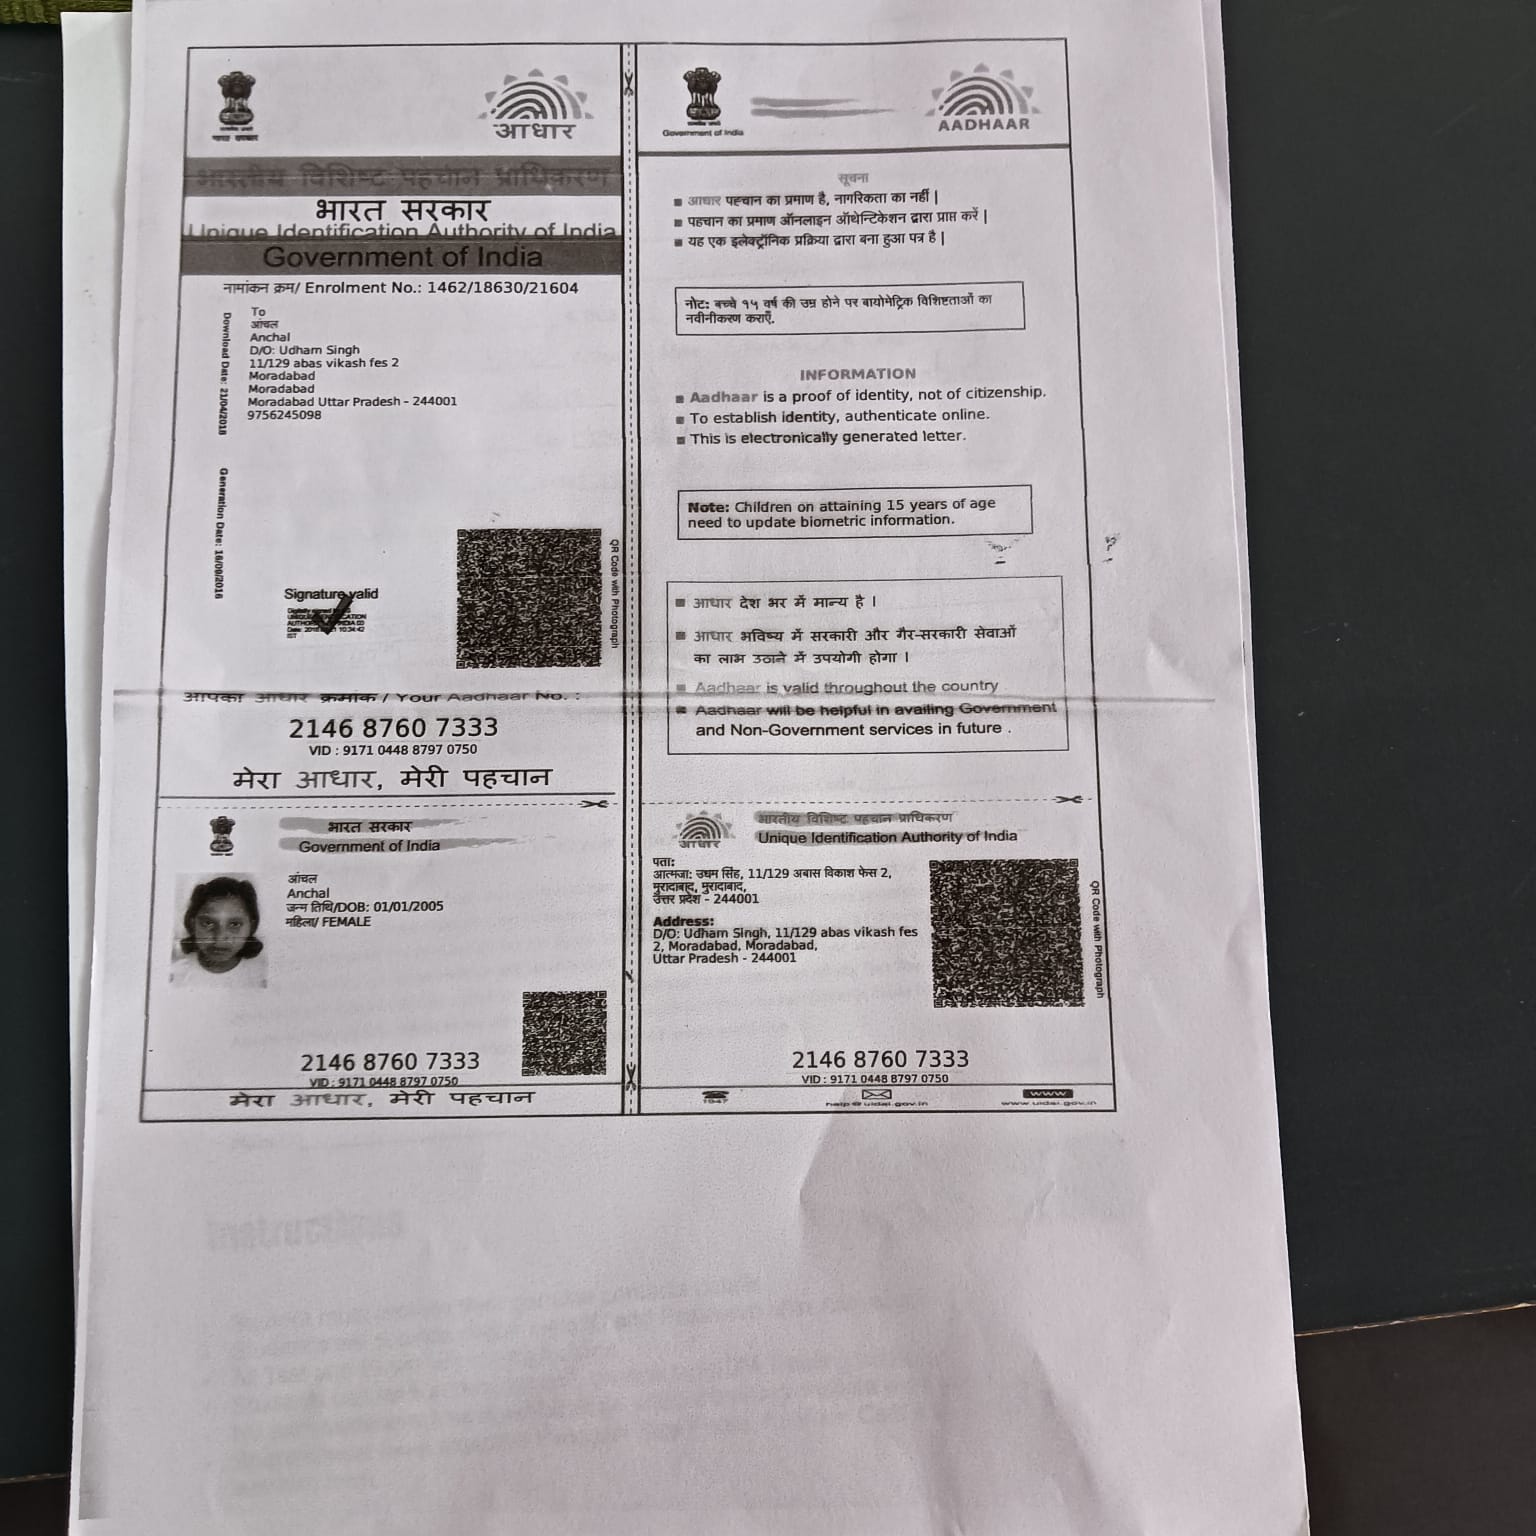 भारत सरकार
आधार
भारतीय विशिष्ट पहचान प्राधिकरण
भारत सरकार
Unique Identification Authority of India
Government of India
नामांकन क्रम/ Enrolment No.: 1462/18630/21604
Download Date: 21/04/2018
Generation Date: 16/09/2016
To
आंचल
Anchal
D/O: Udham Singh
11/129 abas vikash fes 2
Moradabad
Moradabad
Moradabad Uttar Pradesh - 244001
9756245098
Signature valid
QR Code with Photograph
आपका आधार क्रमांक / Your Aadhaar No. :
2146 8760 7333
VID : 9171 0448 8797 0750
मेरा आधार, मेरी पहचान
Government of India
AADHAAR
सूचना
आधार पहचान का प्रमाण है, नागरिकता का नहीं |
पहचान का प्रमाण ऑनलाइन ऑथेन्टिकेशन द्वारा प्राप्त करें |
यह एक इलेक्ट्रॉनिक प्रक्रिया द्वारा बना हुआ पत्र है |
नोट: बच्चे १५ वर्ष की उम्र होने पर बायोमेट्रिक विशिष्टताओं का
नवीनीकरण कराएँ.
INFORMATION
Aadhaar is a proof of identity, not of citizenship.
To establish identity, authenticate online.
This is electronically generated letter.
Note: Children on attaining 15 years of age
need to update biometric information.
आधार देश भर में मान्य है ।
आधार भविष्य में सरकारी और गैर-सरकारी सेवाओं
का लाभ उठाने में उपयोगी होगा ।
Aadhaar is valid throughout the country
Aadhaar will be helpful in availing Government
and Non-Government services in future .
भारत सरकार
Government of India
आंचल
Anchal
जन्म तिथि/DOB: 01/01/2005
महिला/ FEMALE
2146 8760 7333
VID : 9171 0448 8797 0750
मेरा आधार, मेरी पहचान
आधार
भारतीय विशिष्ट पहचान प्राधिकरण
Unique Identification Authority of India
पता:
आत्मजा: उधम सिंह, 11/129 अबास विकाश फेस 2,
मुरादाबाद, मुरादाबाद,
उत्तर प्रदेश - 244001
Address:
D/O: Udham Singh, 11/129 abas vikash fes
2, Moradabad, Moradabad,
Uttar Pradesh - 244001
QR Code with Photograph
2146 8760 7333
VID : 9171 0448 8797 0750
1947
help@uidai.gov.in
www
www.uidai.gov.in